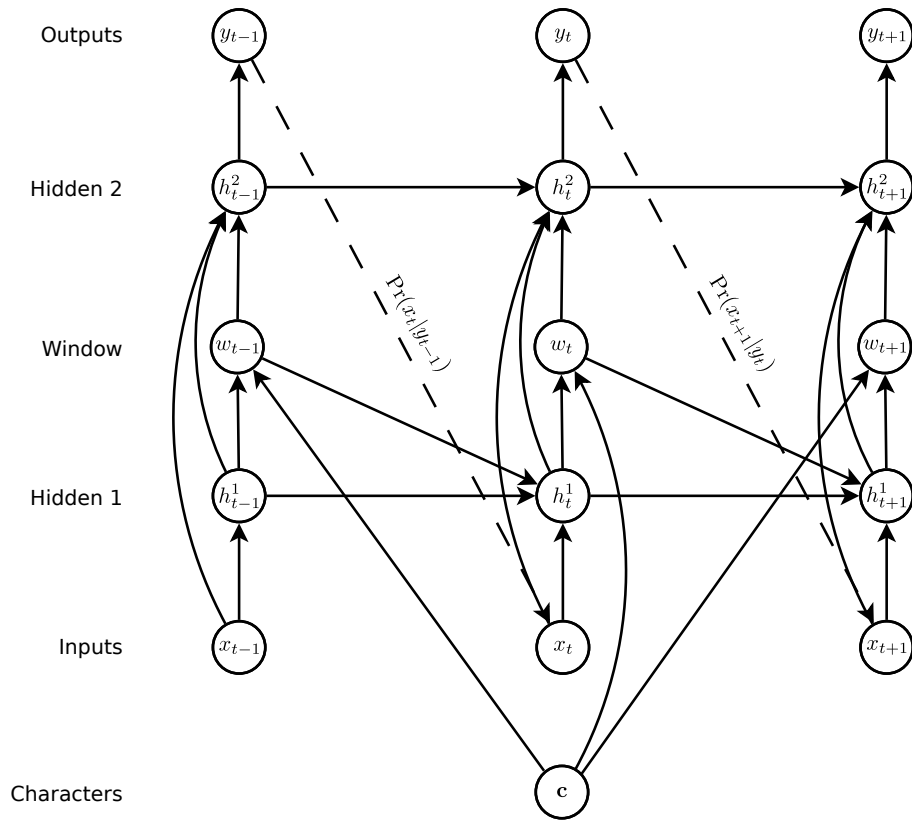 Outputs y_{t−1} y_t y_{t+1}
Hidden 2 h^2_{t−1} h^2_t h^2_{t+1}
Pr(x_t|y_{t−1}) Pr(x_{t+1}|y_t)
Window w_{t−1} w_t w_{t+1}
Hidden 1 h^1_{t−1} h^1_t h^1_{t+1}
Inputs x_{t−1} x_t x_{t+1}
Characters c